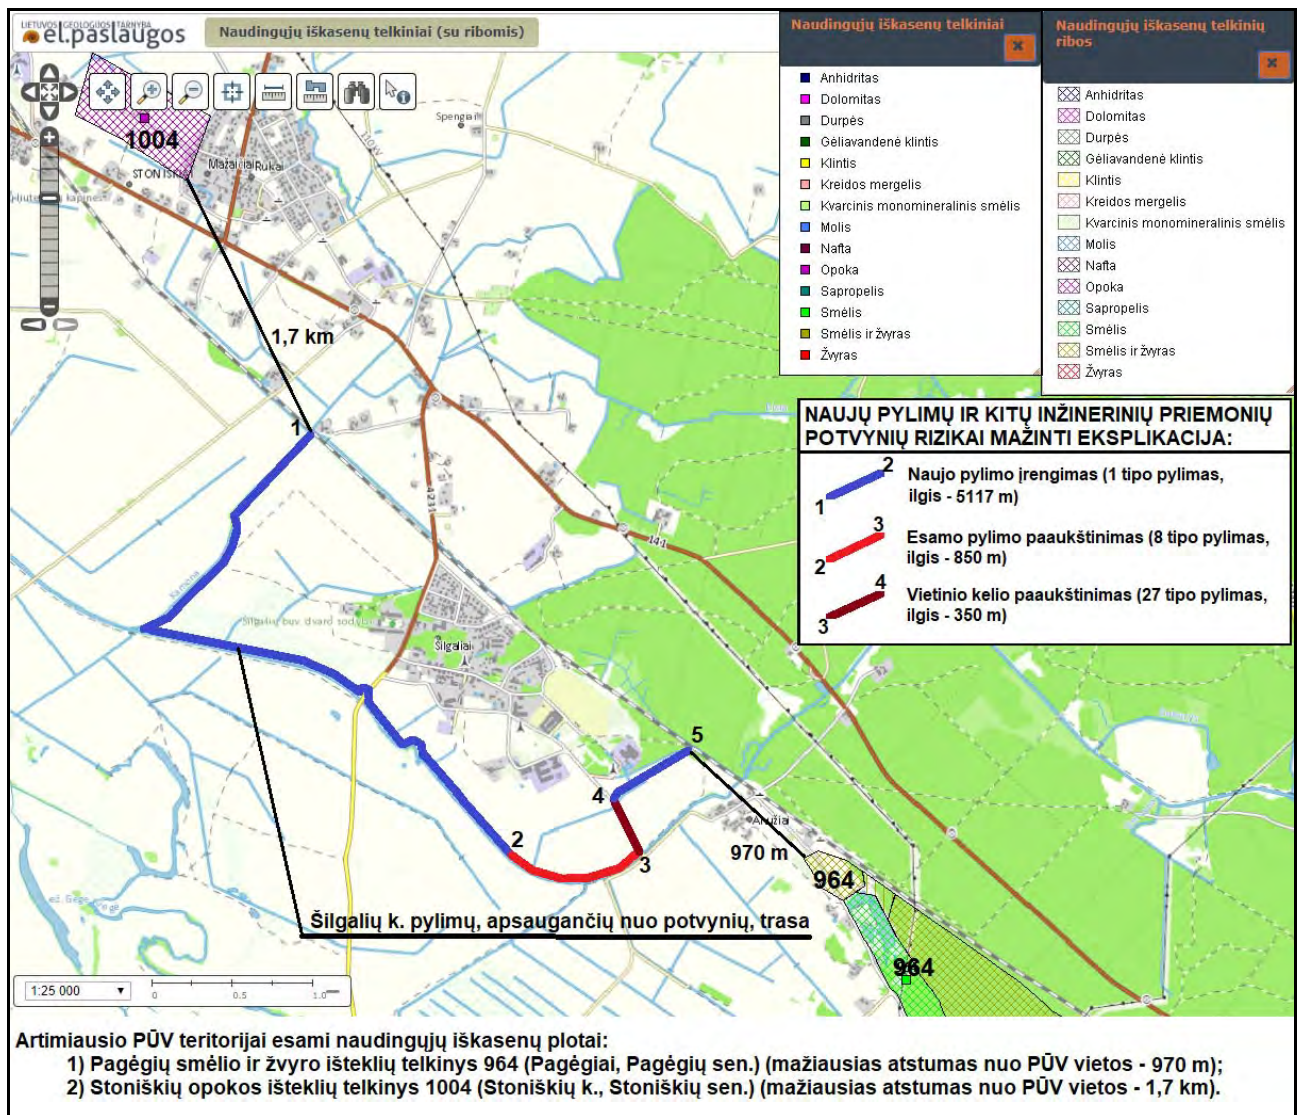 LIETUVOS GEOLOGIJOS TARNYBA
el.paslaugos
Naudingųjų iškasenų telkiniai (su ribomis)
Naudingųjų iškasenų telkiniai
Anhidritas
Dolomitas
Durpės
Gėliavandenė klintis
Klintis
Kreidos mergelis
Kvarcinis monomineralinis smėlis
Molis
Nafta
Opoka
Sapropelis
Smėlis
Smėlis ir žvyras
Žvyras
Naudingųjų iškasenų telkinių
ribos
Anhidritas
Dolomitas
Durpės
Gėliavandenė klintis
Klintis
Kreidos mergelis
Kvarcinis monomineralinis smėlis
Molis
Nafta
Opoka
Sapropelis
Smėlis
Smėlis ir žvyras
Žvyras
1004
Mažaičiai
Rukai
1,7 km
1
4231
141
Kamona
Šilgalių buv. dvaro sodyba
Šilgaliai
NAUJŲ PYLIMŲ IR KITŲ INŽINERINIŲ PRIEMONIŲ
POTVYNIŲ RIZIKAI MAŽINTI EKSPLIKACIJA:
2
1
Naujo pylimo įrengimas (1 tipo pylimas,
ilgis - 5117 m)
3
2
Esamo pylimo paaukštinimas (8 tipo pylimas,
ilgis - 850 m)
4
3
Vietinio kelio paaukštinimas (27 tipo pylimas,
ilgis - 350 m)
5
4
2
3
970 m
964
964
Šilgalių k. pylimų, apsaugančių nuo potvynių, trasa
1:25 000
0
0.5
1.0
Artimiausio PŪV teritorijai esami naudingųjų iškasenų plotai:
1) Pagėgių smėlio ir žvyro išteklių telkinys 964 (Pagėgiai, Pagėgių sen.) (mažiausias atstumas nuo PŪV vietos - 970 m);
2) Stoniškių opokos išteklių telkinys 1004 (Stoniškių k., Stoniškių sen.) (mažiausias atstumas nuo PŪV vietos - 1,7 km).